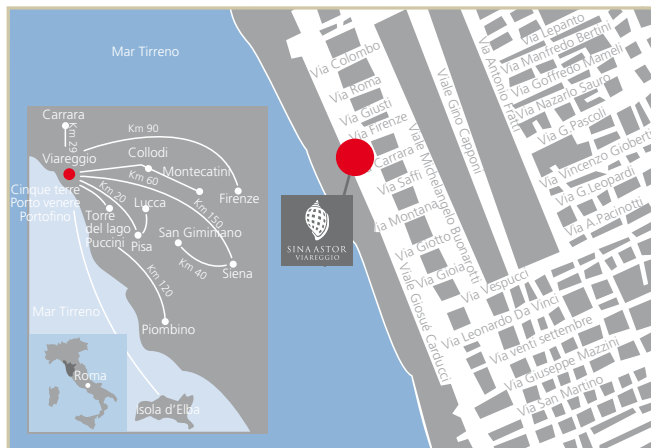 Mar Tirreno
Via Colombo
Via Roma
Via Giusti
Via Firenze
Carrara
Via Saffi
Via Montanara
Via Giotto
Via Gioia
Viale Giosué Carducci
Viale Michelangelo Buonarotti
Viale Gino Capponi
Via Antonio Fratti
Via Lepanto
Via Manfredo Bertini
Via Goffredo Mameli
Via Nazarlo Sauro
Via G.Pascoli
Via Vincenzo Gioberti
Via G.Leopardi
Via A.Pacinotti
Via Vespucci
Via Leonardo Da Vinci
Via venti settembre
Via Giuseppe Mazzini
Via San Martino
SINA ASTOR
VIAREGGIO
Carrara
Km 29
Viareggio
Km 90
Collodi
Montecatini
Km 60
Firenze
Cinque terre
Porto venere
Portofino
Km 20
Torre
del lago
Puccini
Lucca
Pisa
Km 150
San Gimignano
Km 40
Siena
Km 120
Piombino
Mar Tirreno
Roma
Isola d'Elba